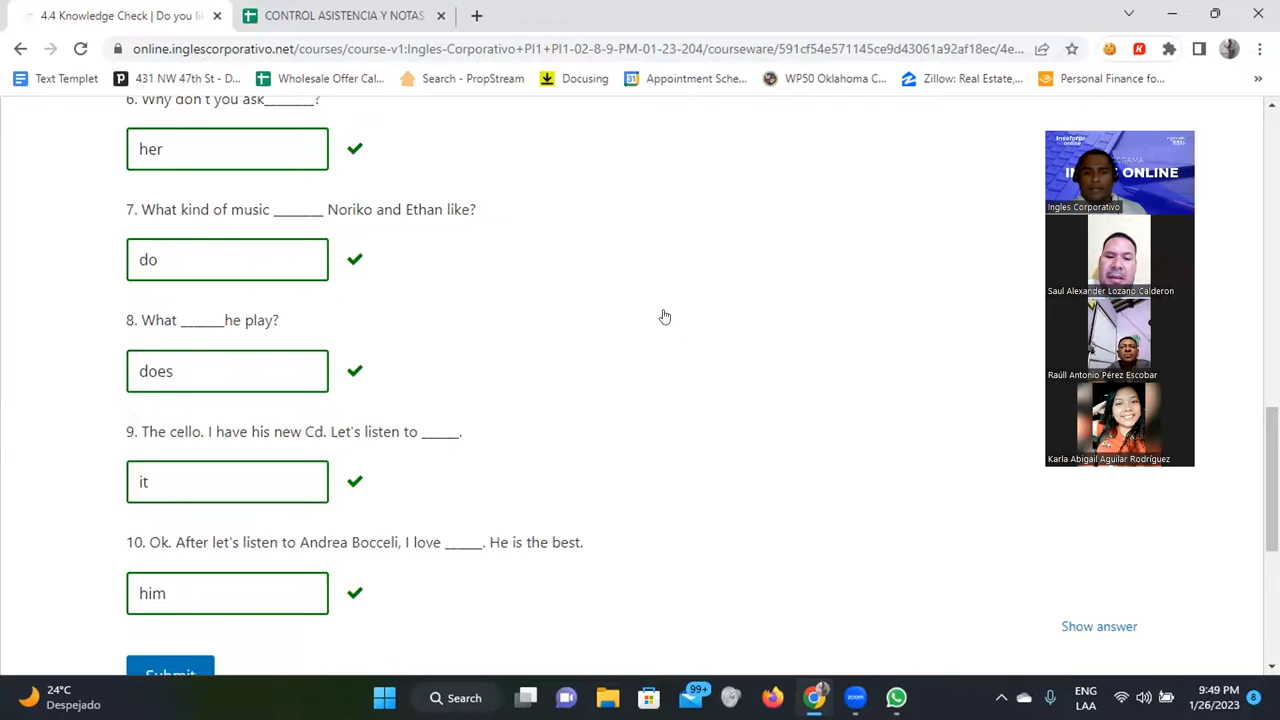 4.4 Knowledge Check | Do you li
CONTROL ASISTENCIA Y NOTAS
online.inglescorporativo.net/courses/course-v1:Ingles-Corporativo+PI1+PI1-02-8-9-PM-01-23-204/courseware/591cf54e571145ce9d43061a92af18ec/4e...
Text Templet
431 NW 47th St - D...
Wholesale Offer Cal...
Search - PropStream
Docusing
Appointment Sche...
WP50 Oklahoma C...
Zillow: Real Estate,...
Personal Finance fo...
»
6. Why don't you ask________?
her
7. What kind of music _______ Noriko and Ethan like?
do
8. What ______he play?
does
9. The cello. I have his new Cd. Let's listen to _____.
it
10. Ok. After let's listen to Andrea Bocceli, I love _____. He is the best.
him
Show answer
Submit
ONLINE
Ingles Corporativo
Saul Alexander Lozano Calderon
Raúll Antonio Pérez Escobar
Karla Abigail Aguilar Rodríguez
24°C
Despejado
Search
99+
ENG
LAA
9:49 PM
1/26/2023
8